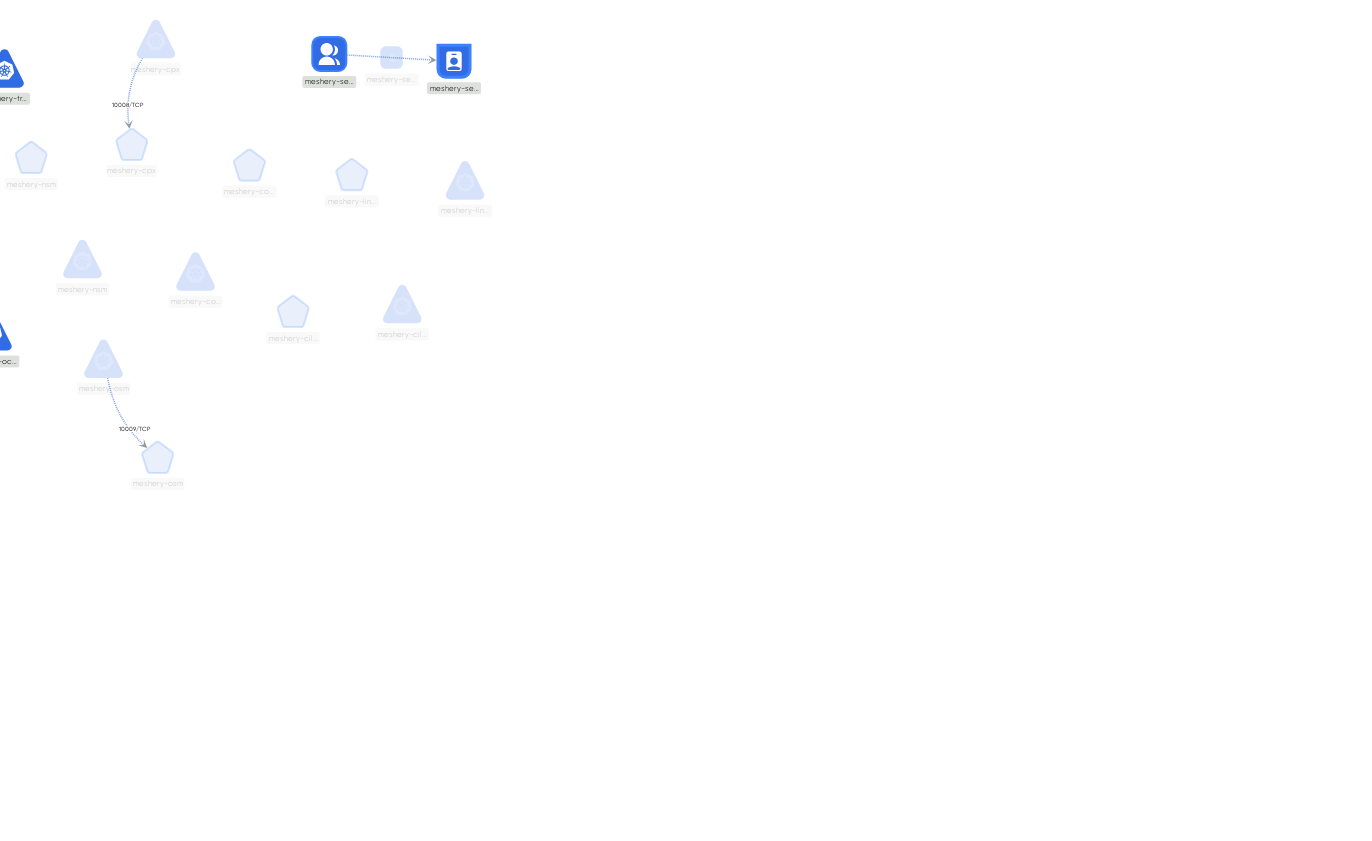 meshery-cpx
meshery-se...
meshery-se...
meshery-se...
ery-tr...
10008/TCP
meshery-cpx
meshery-nsm
meshery-co...
meshery-lin...
meshery-lin...
meshery-nsm
meshery-co...
meshery-cil...
meshery-cili...
-oc...
meshery-osm
10009/TCP
meshery-osm